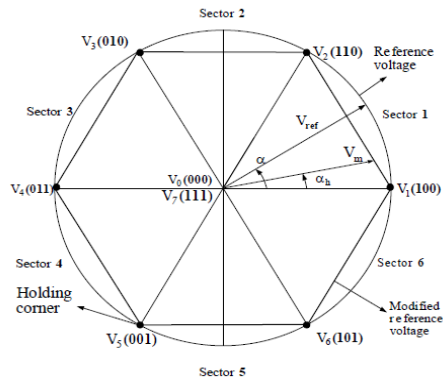 Sector 2
V3(010)
V2(110)
Reference
voltage
Sector 3
Sector 1
Vref
Vm
α
V0(000)
αh
V4(011)
V7(111)
V1(100)
Sector 4
Sector 6
Holding
corner
Modified
reference
voltage
V5(001)
V6(101)
Sector 5